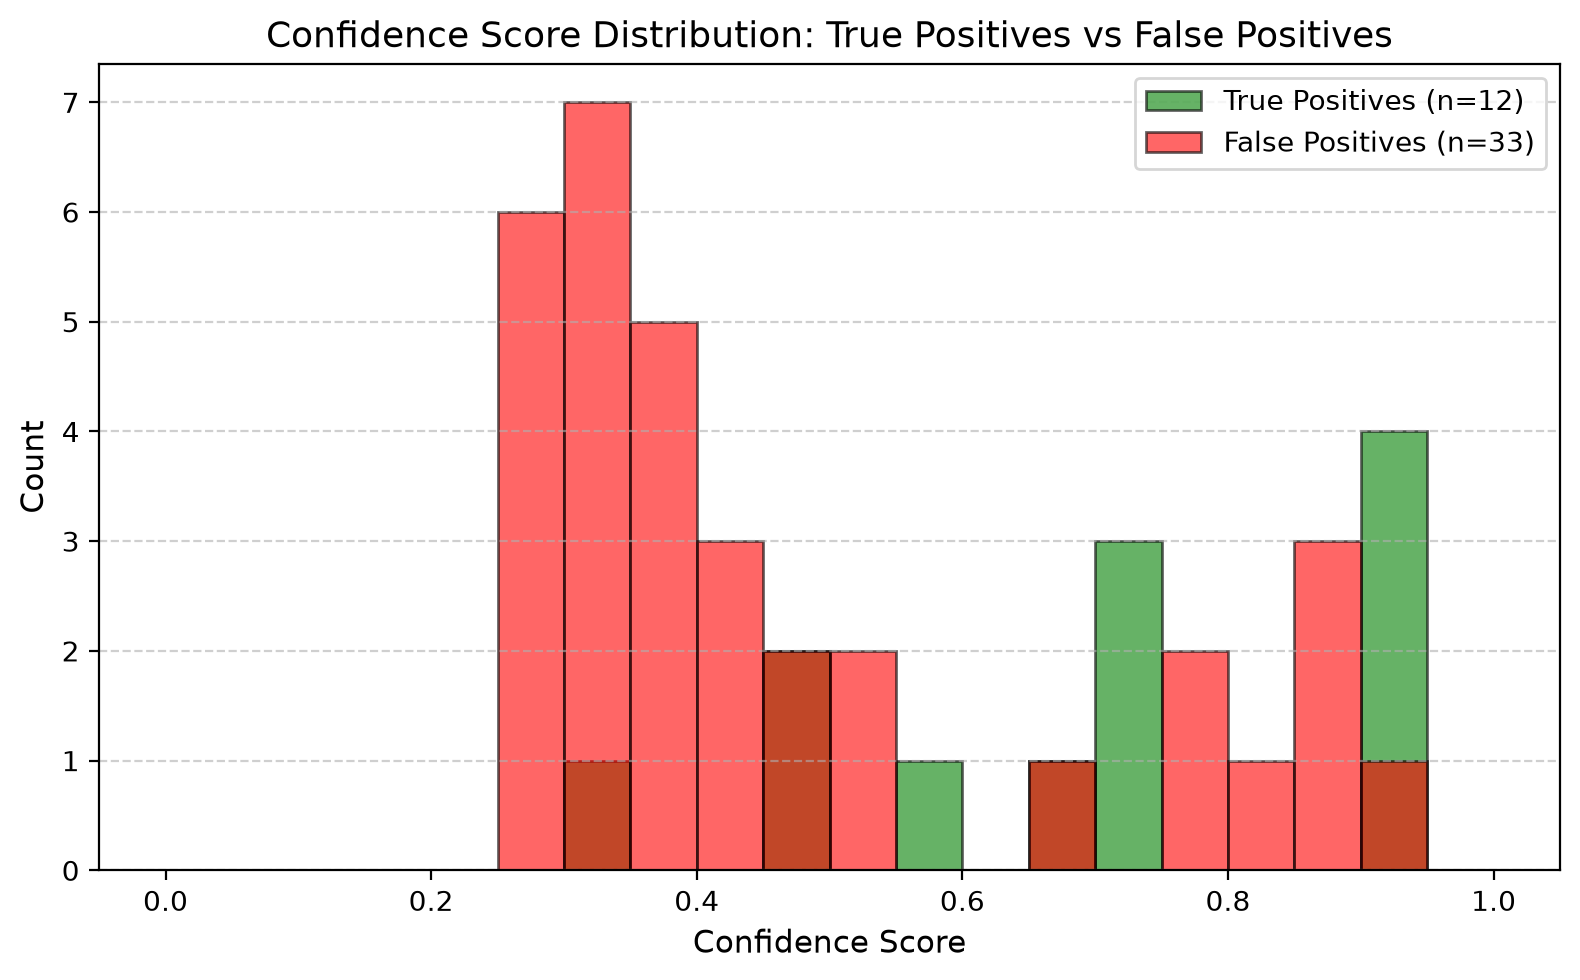 Confidence Score Distribution: True Positives vs False Positives
True Positives (n=12)
False Positives (n=33)
Count
7
6
5
4
3
2
1
0
0.0 0.2 0.4 0.6 0.8 1.0
Confidence Score